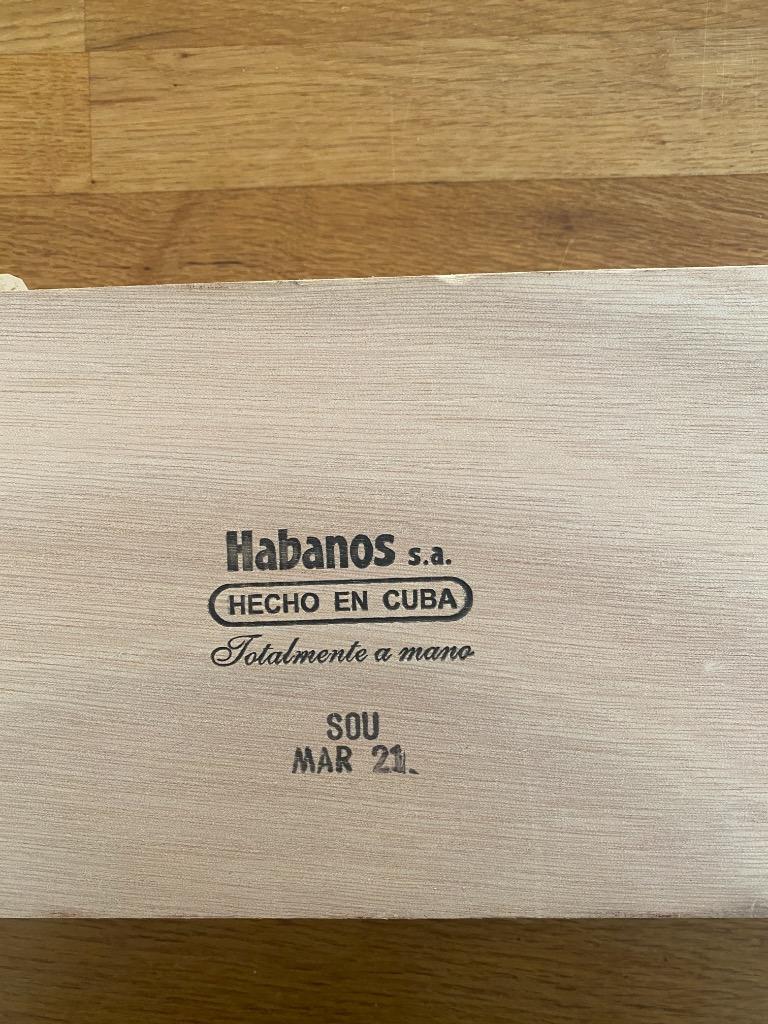 Habanos s.a.
HECHO EN CUBA
Totalmente a mano
SOU
MAR 21.